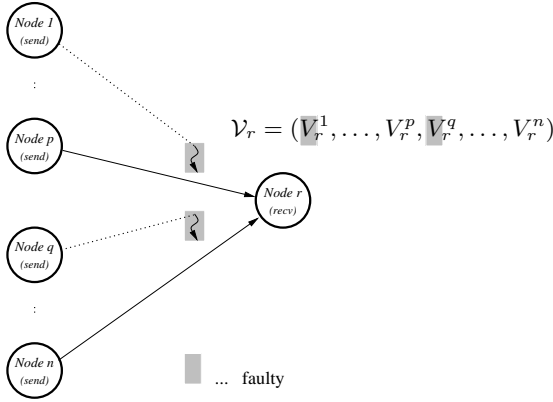 Node 1
(send)
:
Node p
(send)
𝒱_r = (V_r^1, . . . , V_r^p, V_r^q, . . . , V_r^n)
Node r
(recv)
Node q
(send)
:
Node n
(send)
... faulty